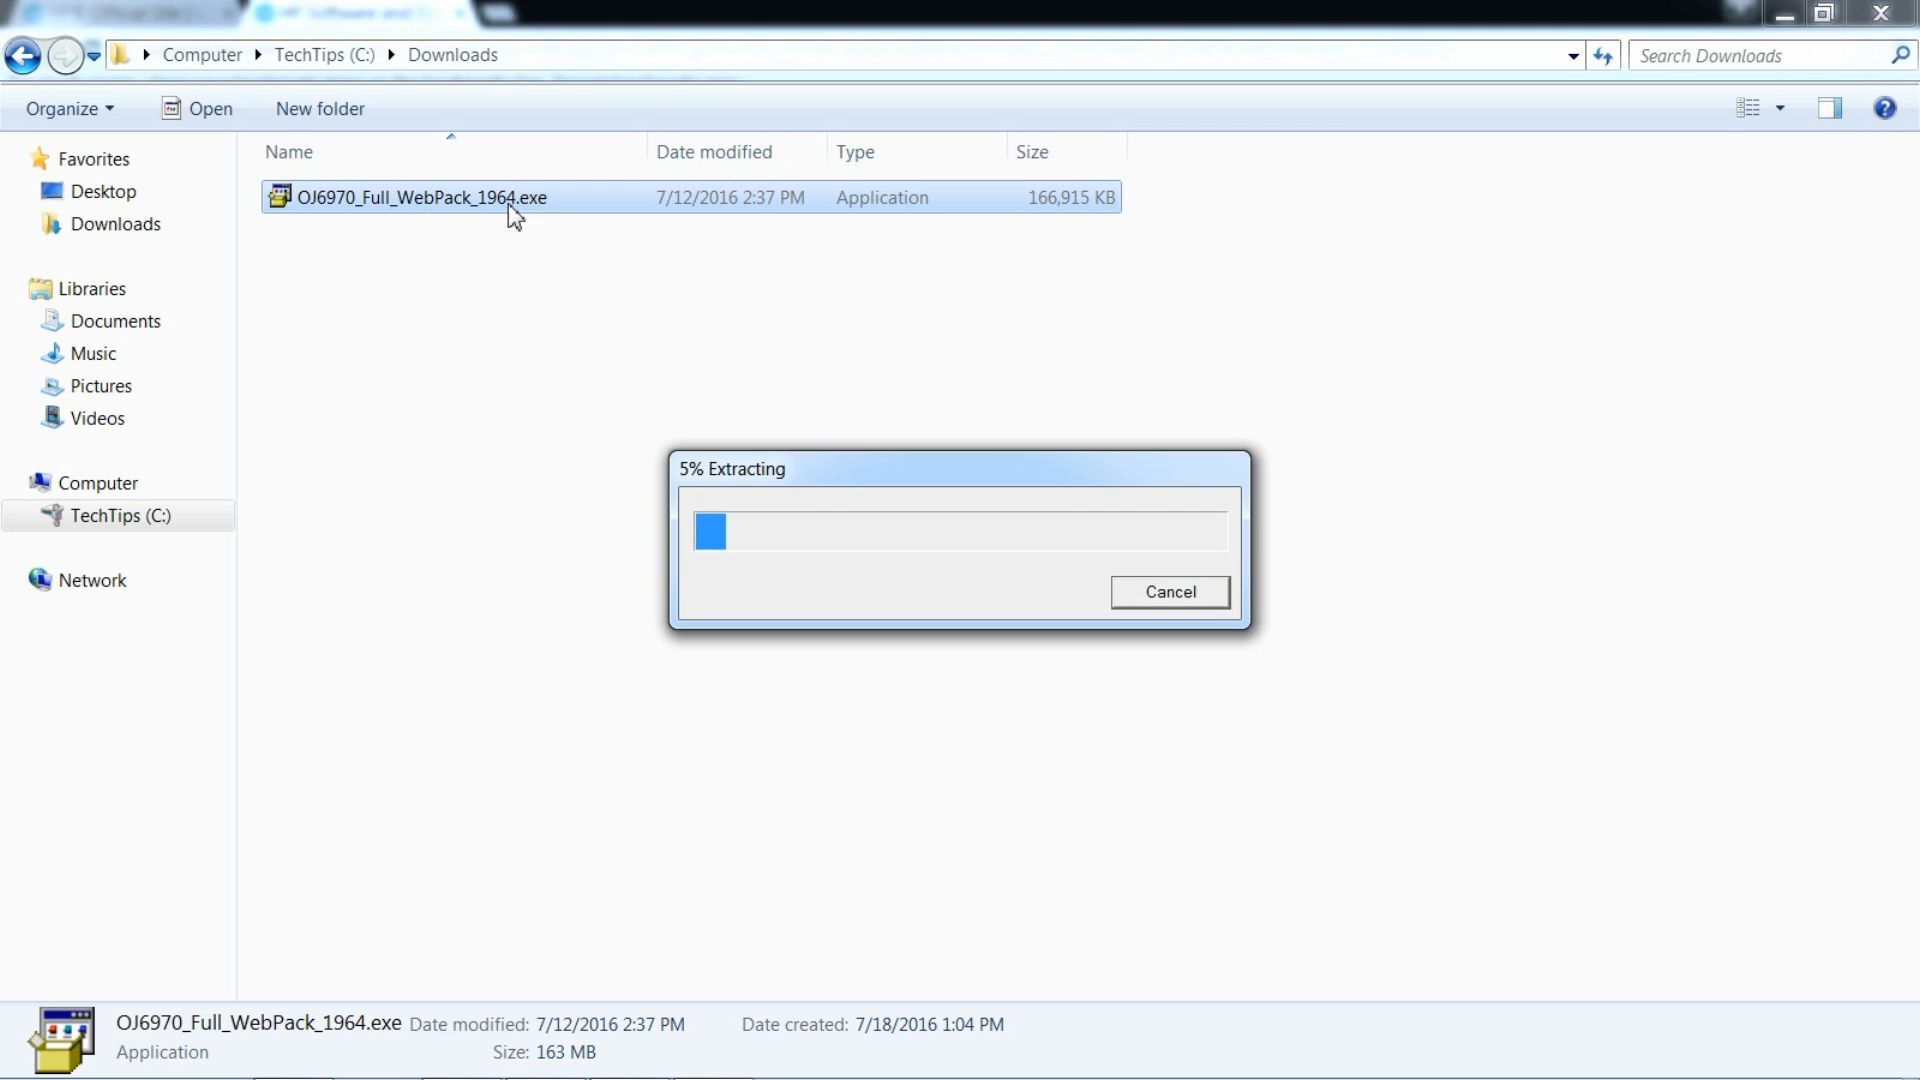 Computer
TechTips (C:)
Downloads
Search Downloads
Organize
Open
New folder
Name
Date modified
Type
Size
Favorites
Desktop
Downloads
Libraries
Documents
Music
Pictures
Videos
Computer
TechTips (C:)
Network
OJ6970_Full_WebPack_1964.exe 7/12/2016 2:37 PM Application 166,915 KB
5% Extracting
Cancel
OJ6970_Full_WebPack_1964.exe Date modified: 7/12/2016 2:37 PM Date created: 7/18/2016 1:04 PM
Application Size: 163 MB